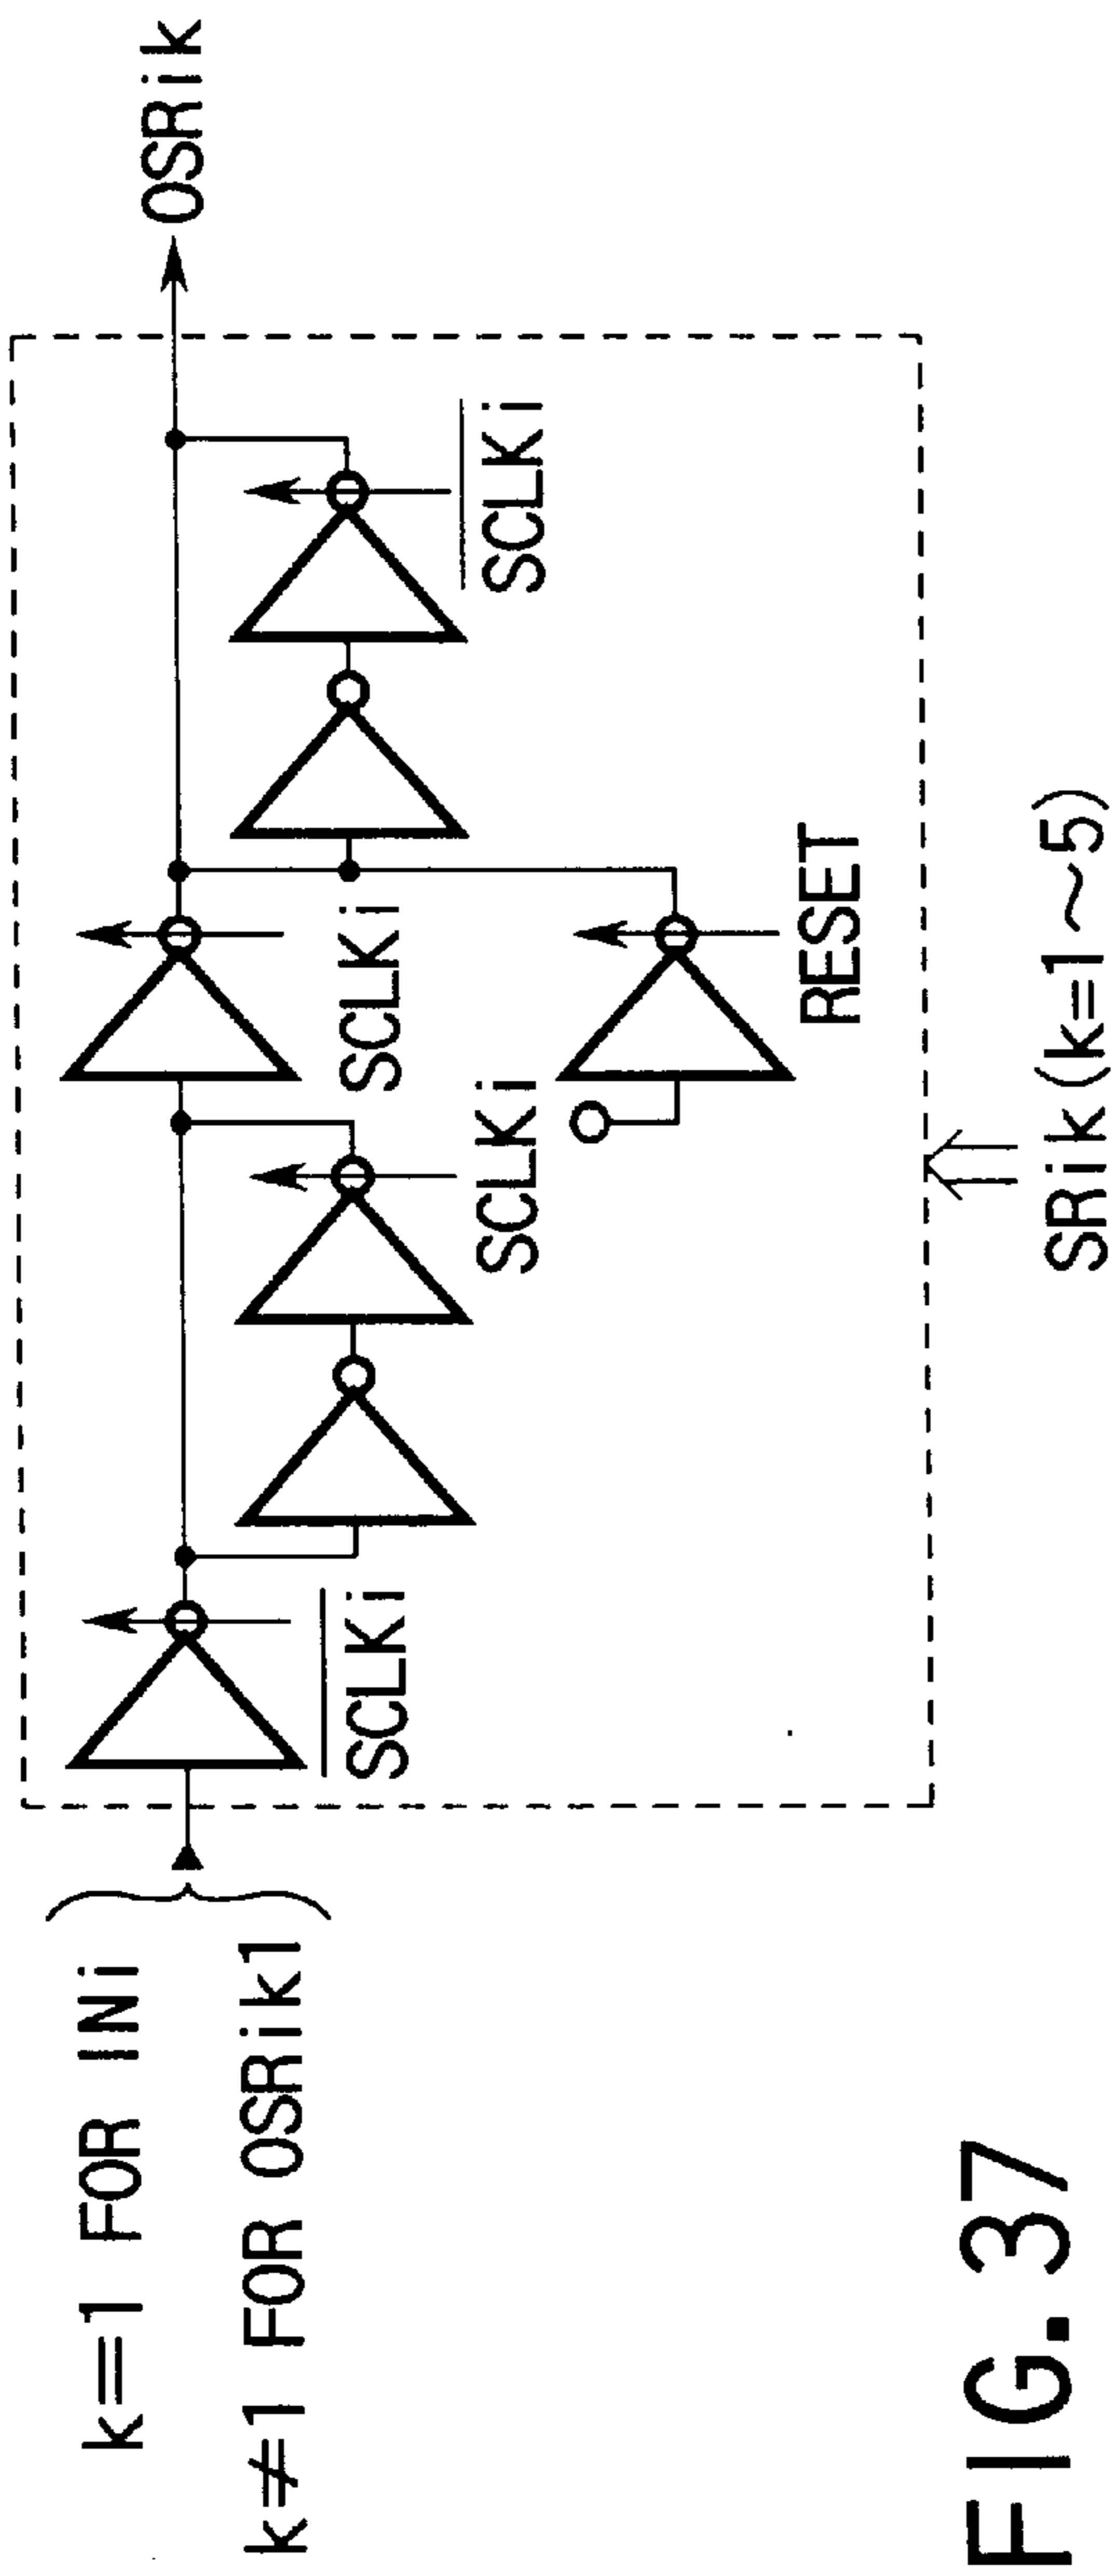 k=1 FOR INi
k≠1 FOR OSRik1
SCLKi
SCLKi
SCLKi
RESET
SCLKi
OSRik
SRik(k=1~5)
FIG. 37